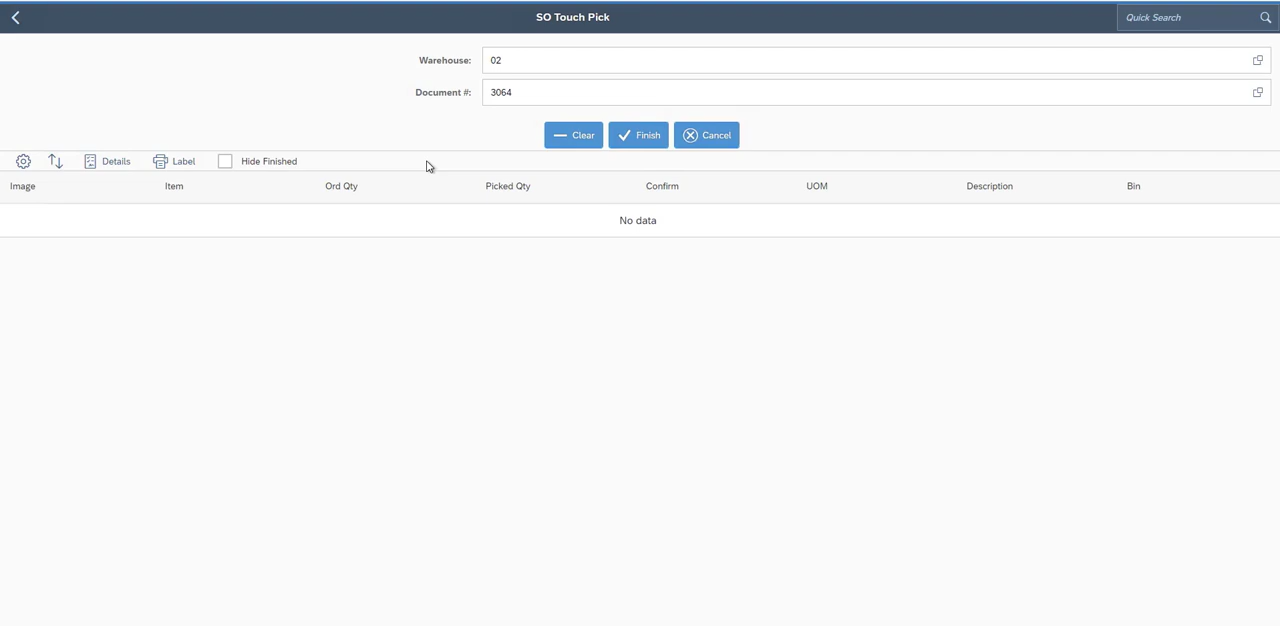 SO Touch Pick
Quick Search
Warehouse: 02
Document #: 3064
Clear Finish Cancel
Details Label Hide Finished
Image Item Ord Qty Picked Qty Confirm UOM Description Bin
No data